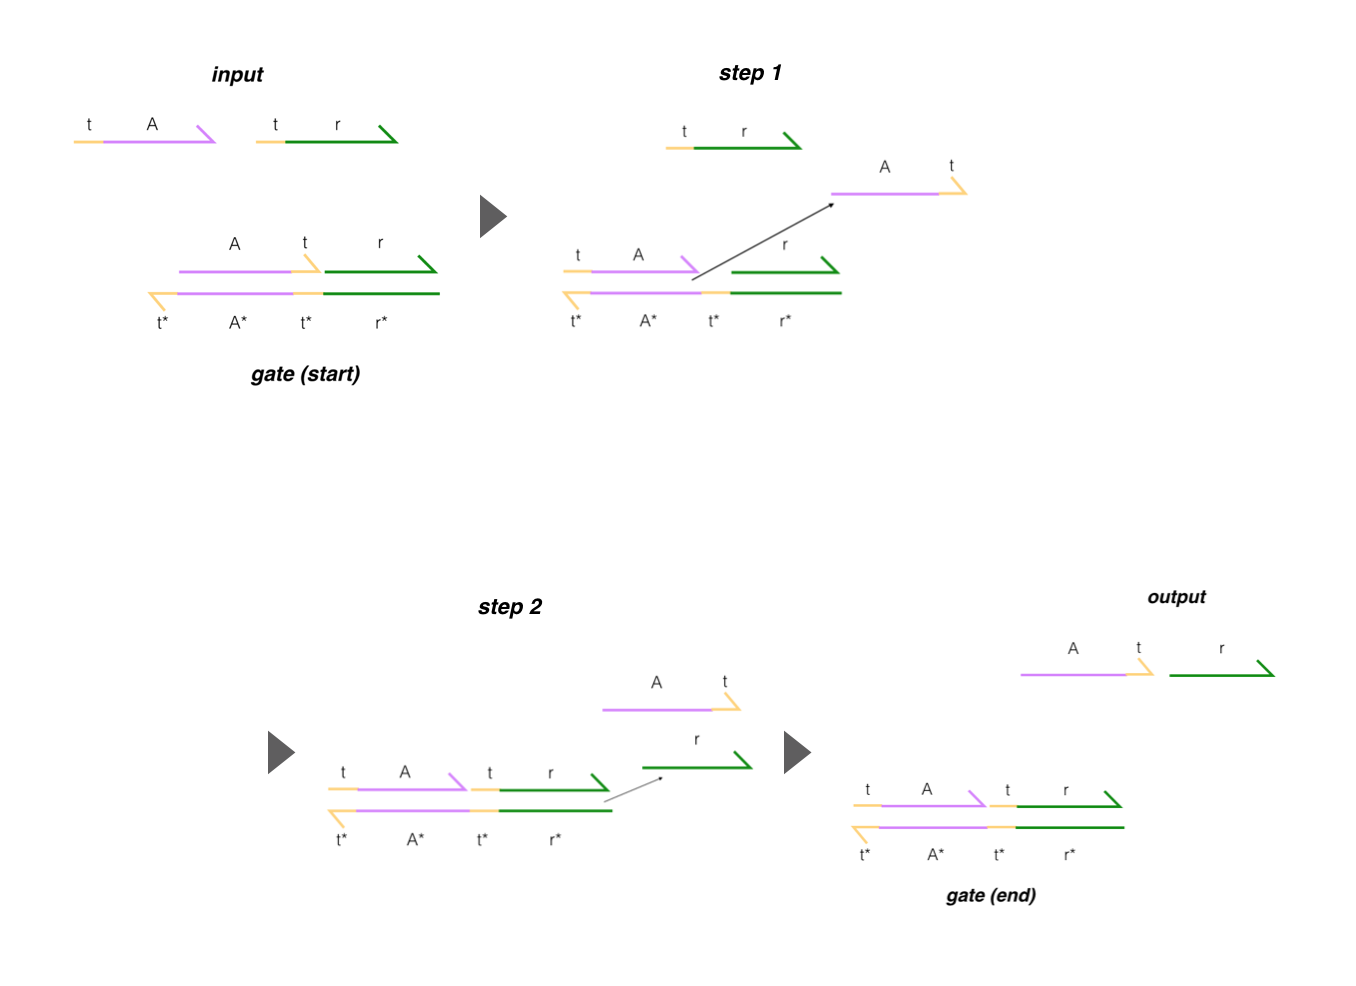 input
t A t r
A t r
t* A* t* r*
gate (start)
step 1
t r
A t
t A r
t* A* t* r*
step 2
A t
r
t A t r
t* A* t* r*
output
A t r
t A t r
t* A* t* r*
gate (end)